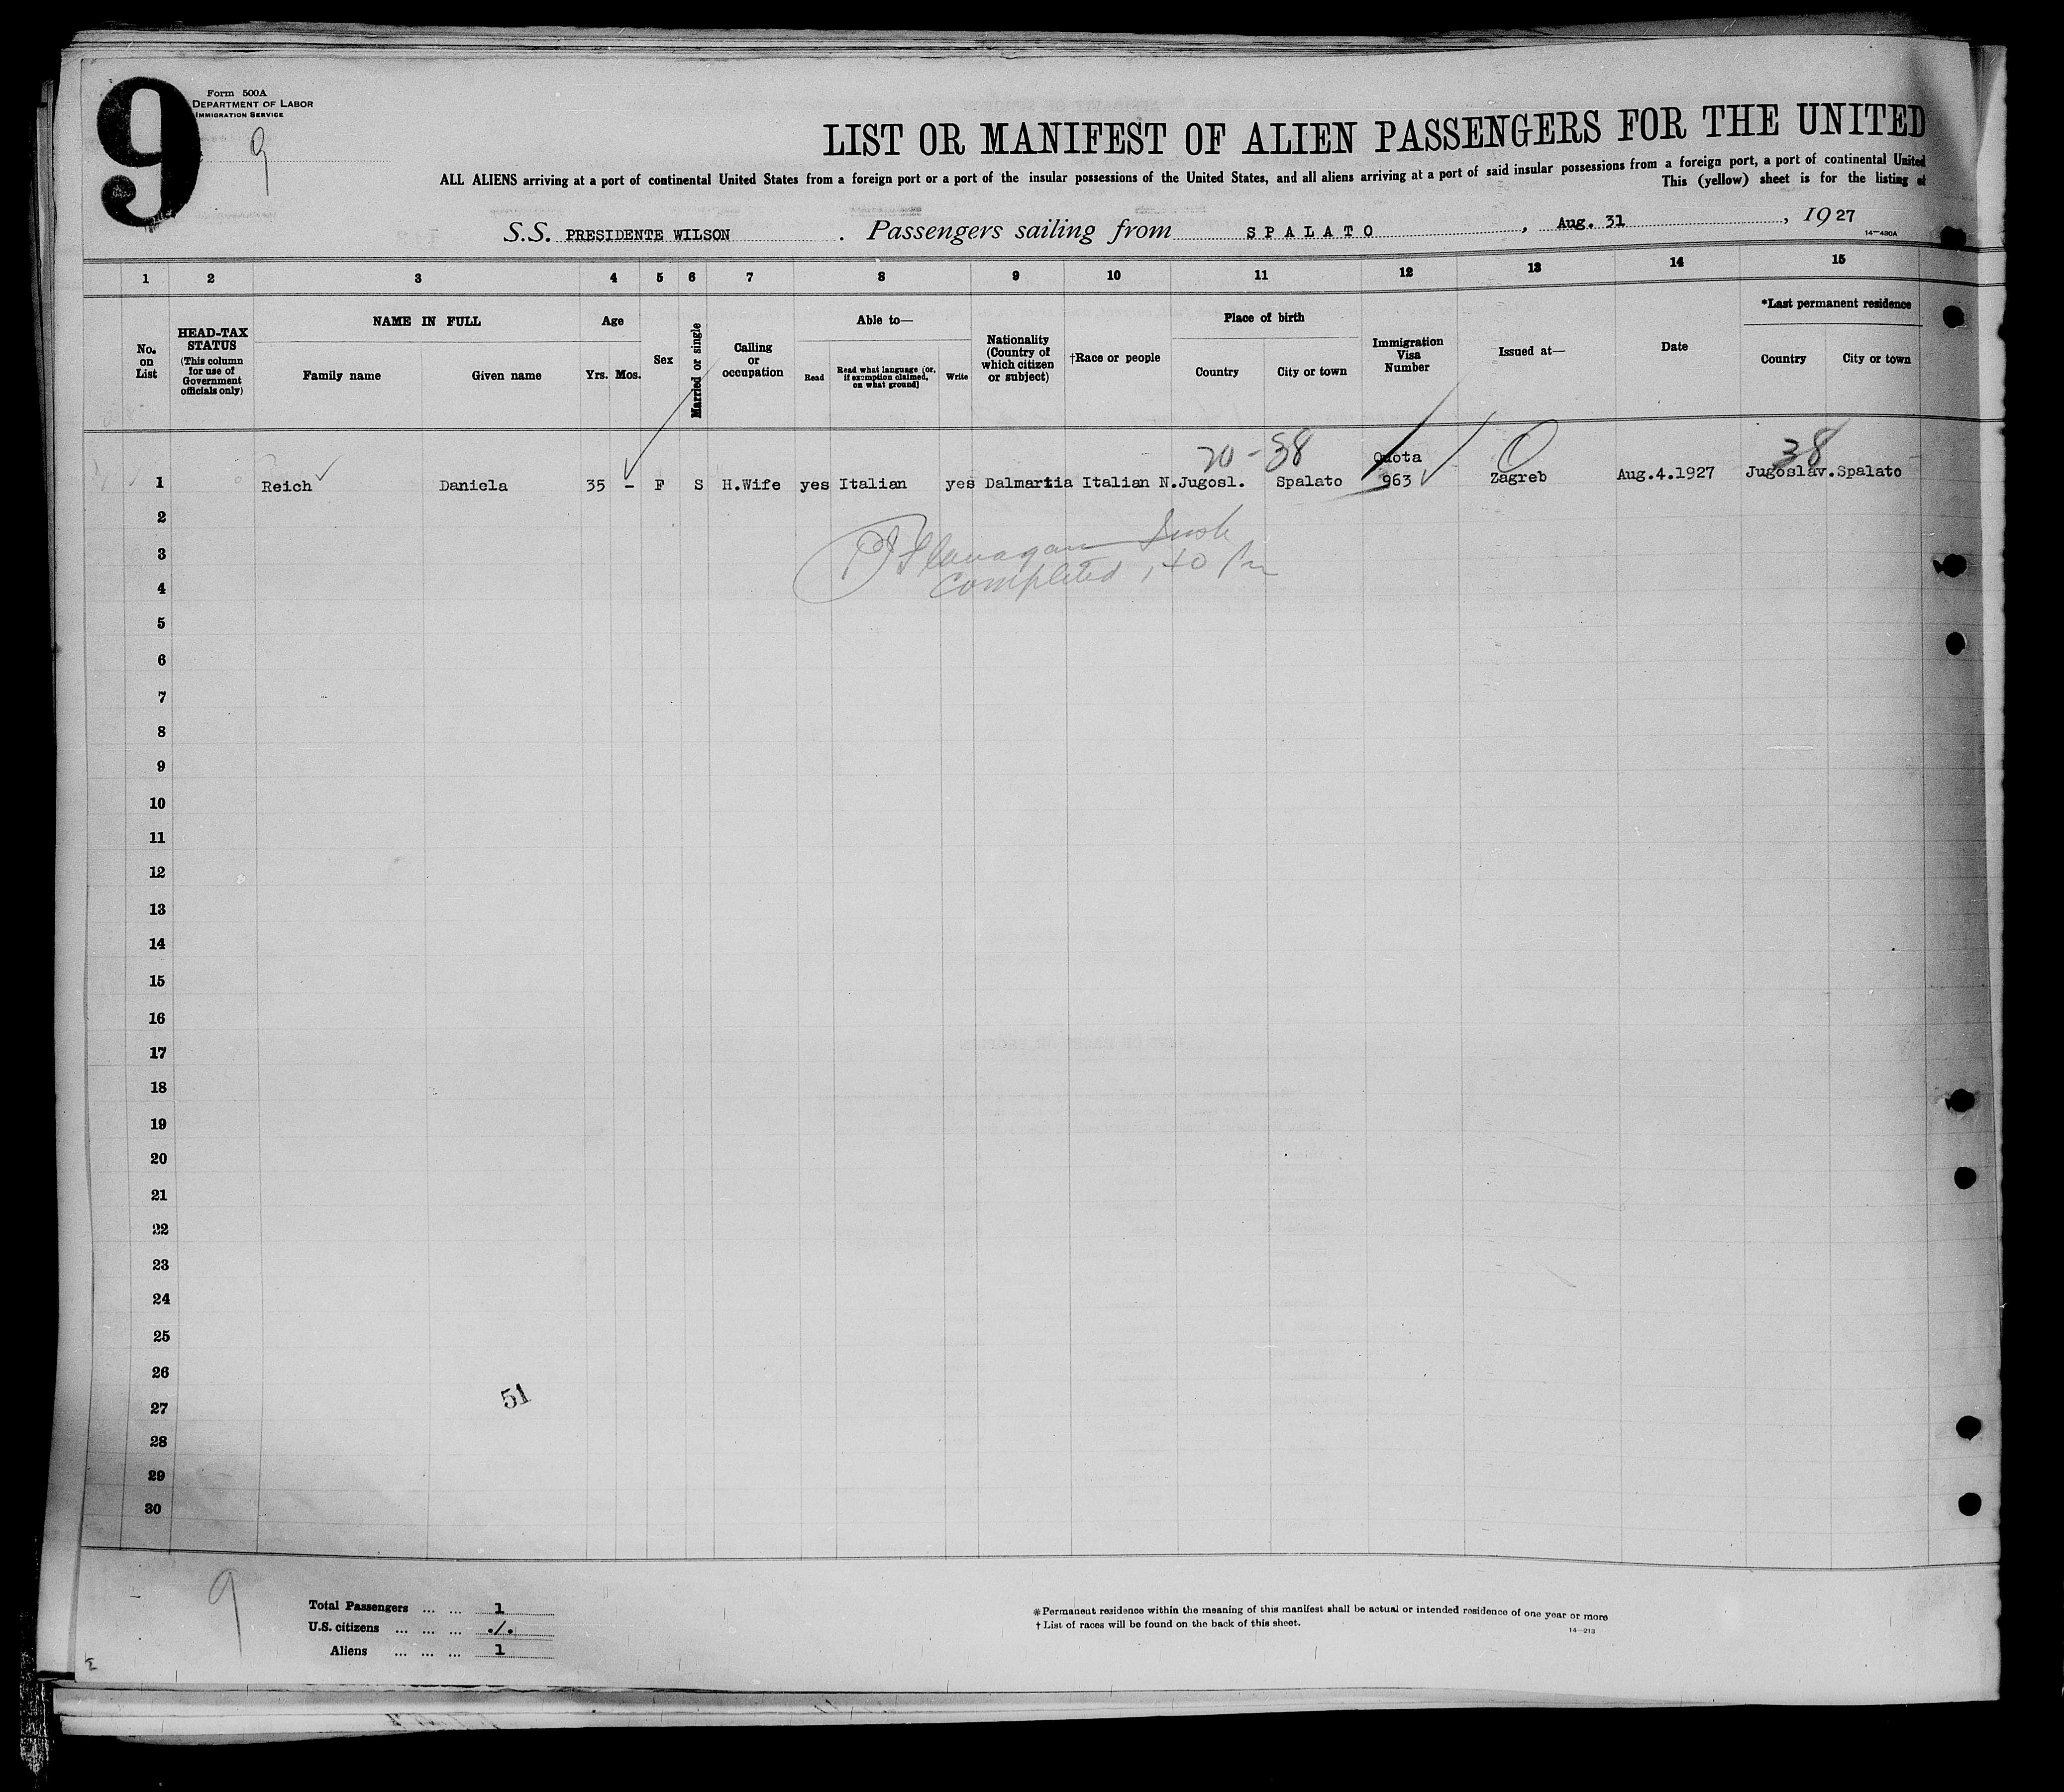 9
Form 500A
DEPARTMENT OF LABOR
IMMIGRATION SERVICE
9
LIST OR MANIFEST OF ALIEN PASSENGERS FOR THE UNITED
ALL ALIENS arriving at a port of continental United States from a foreign port or a port of the insular possessions of the United States, and all aliens arriving at a port of said insular possessions from a foreign port, a port of continental United
This (yellow) sheet is for the listing of
S.S. PRESIDENTE WILSON . Passengers sailing from SPALATO , Aug. 31 , 1927
14—430A
1 2 3 4 5 6 7 8 9 10 11 12 13 14 15
No. on List
HEAD-TAX STATUS (This column for use of Government officials only)
NAME IN FULL
Family name Given name
Age
Yrs. Mos.
Sex
Married or single
Calling or occupation
Able to—
Read Read what language (or, if exemption claimed, on what ground) Write
Nationality (Country of which citizen or subject)
†Race or people
Place of birth
Country City or town
Immigration Visa Number
Issued at—
Date
*Last permanent residence
Country City or town
20-38 Quota 38
1 Reich Daniela 35 - F S H.Wife yes Italian yes Dalmartia Italian N. Jugosl. Spalato 963 Zagreb Aug.4.1927 Jugoslav. Spalato
2
3 Flanagan
4 Completed
5
6
7
8
9
10
11
12
13
14
15
16
17
18
19
20
21
22
23
24
25
26
51
27
28
29
30
9
Total Passengers ... ... 1
U.S. citizens ... ... ... ./.
Aliens ... ... ... 1
*Permanent residence within the meaning of this manifest shall be actual or intended residence of one year or more
† List of races will be found on the back of this sheet.
14—213